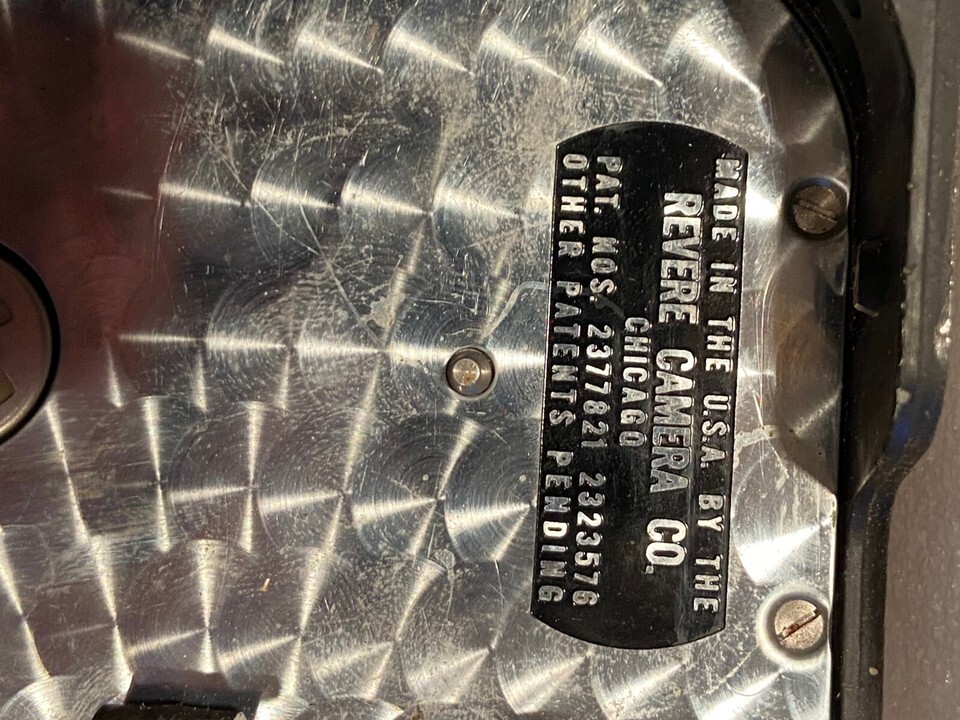 MADE IN THE U.S.A. BY THE
REVERE CAMERA CO.
CHICAGO
PAT. NOS. 2377821 2323576
OTHER PATENTS PENDING